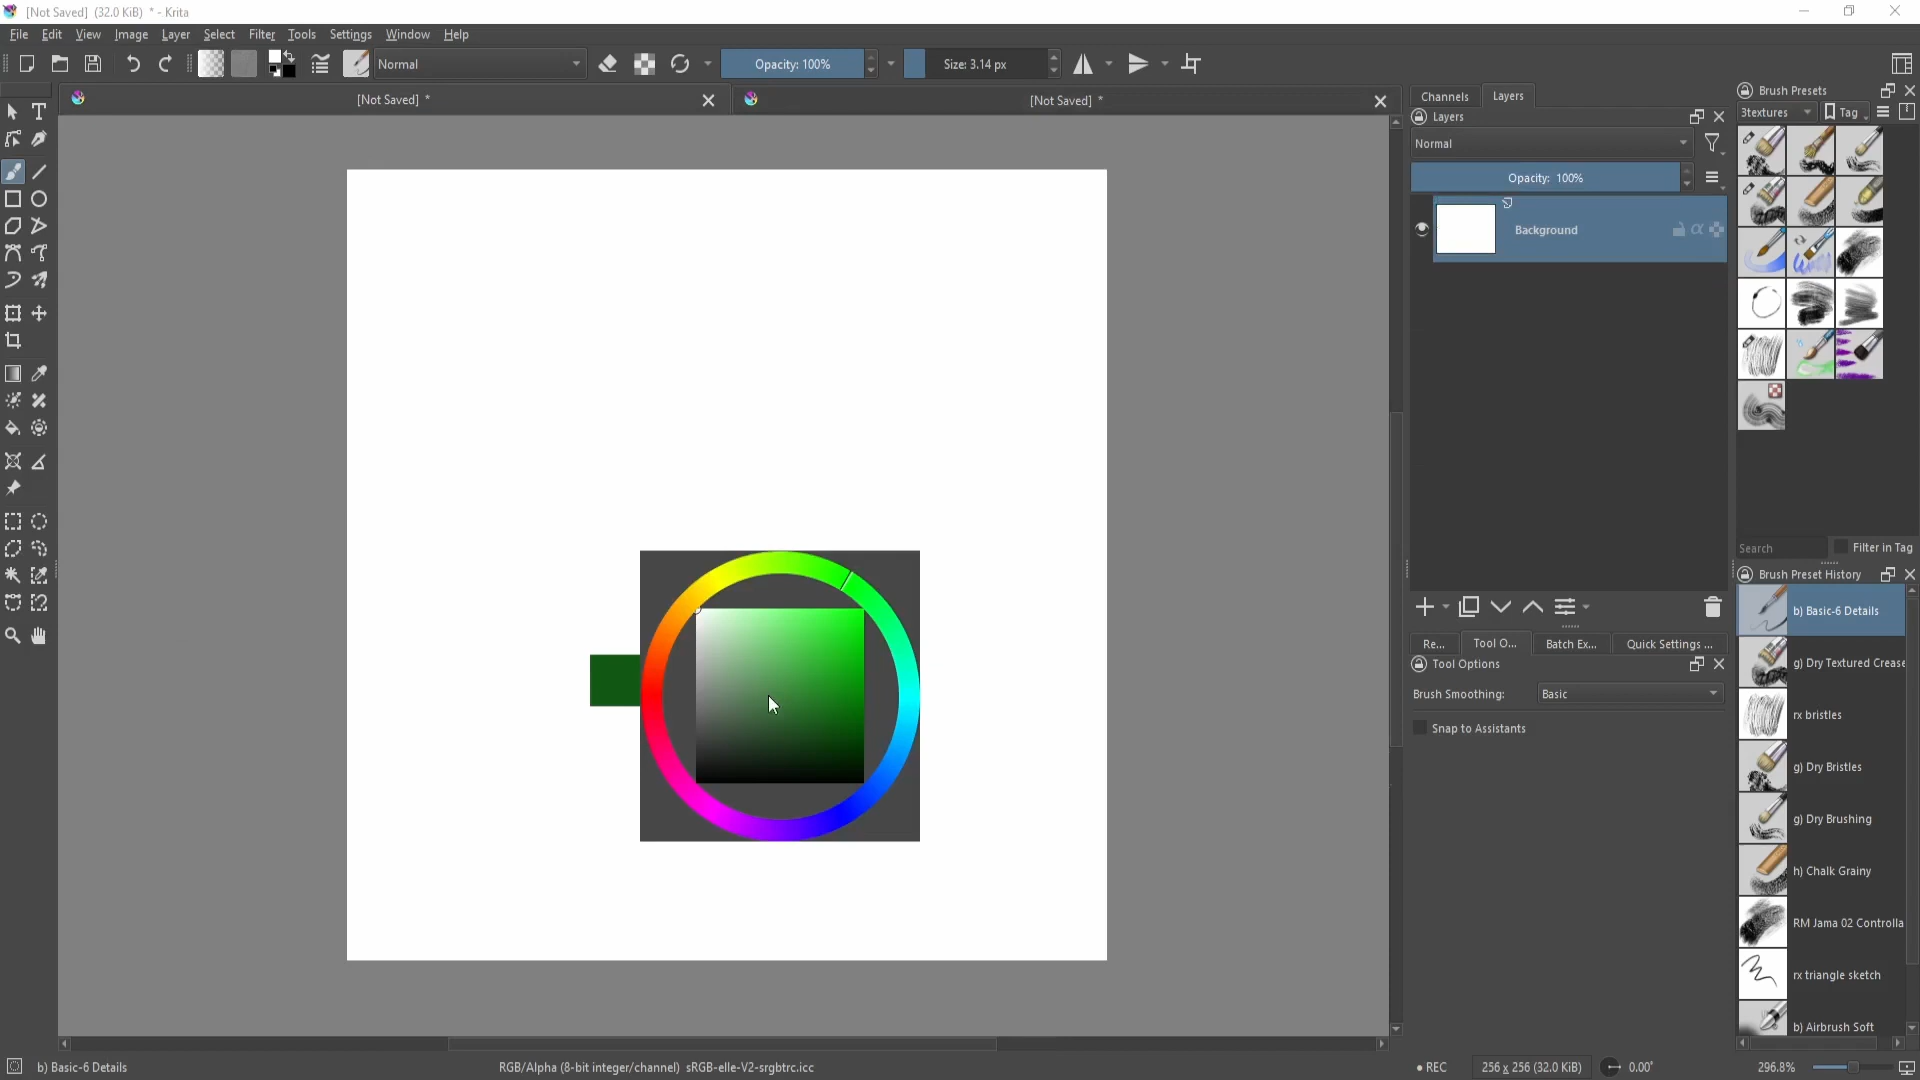 [Not Saved] (32.0 KiB) * - Krita
File Edit View Image Layer Select Filter Tools Settings Window Help
Normal
Opacity: 100%
Size: 3.14 px
[Not Saved] *
[Not Saved] *
Channels
Layers
Layers
Normal
Opacity: 100%
Background
Brush Presets
3textures
Tag
Search
Filter in Tag
Brush Preset History
b) Basic-6 Details
g) Dry Textured Crease
rx bristles
g) Dry Bristles
g) Dry Brushing
h) Chalk Grainy
RM Jama 02 Controlla
rx triangle sketch
b) Airbrush Soft
Re...
Tool O...
Batch Ex...
Quick Settings ...
Tool Options
Brush Smoothing:
Basic
Snap to Assistants
b) Basic-6 Details
RGB/Alpha (8-bit integer/channel) sRGB-elle-V2-srgbtrc.icc
REC
256 x 256 (32.0 KiB)
0.00°
296.8%